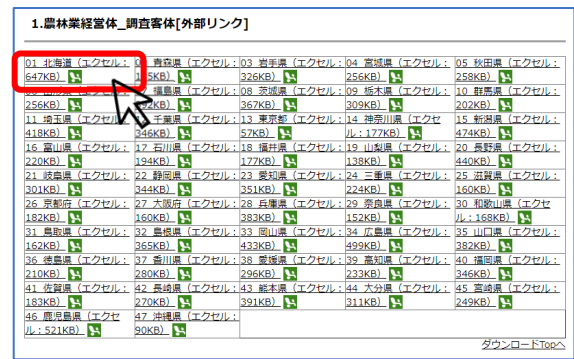 1.農林業経営体_調査客体[外部リンク]
01 北海道（エクセル： 青森県（エクセル： 03 岩手県（エクセル： 04 宮城県（エクセル： 05 秋田県（エクセル：
647KB） 5KB） 326KB） 256KB） 258KB）
福島県（エクセル： 08 茨城県（エクセル： 09 栃木県（エクセル： 10 群馬県（エクセル：
256KB） 2KB） 367KB） 309KB） 202KB）
11 埼玉県（エクセル 千葉県（エクセル： 13 東京都（エクセル： 14 神奈川県（エクセ 15 新潟県（エクセル：
418KB） 346KB） 57KB） ル：177KB） 474KB）
16 富山県（エクセル： 17 石川県（エクセル： 18 福井県（エクセル： 19 山梨県（エクセル： 20 長野県（エクセル：
220KB） 194KB） 177KB） 138KB） 440KB）
21 岐阜県（エクセル： 22 静岡県（エクセル： 23 愛知県（エクセル： 24 三重県（エクセル： 25 滋賀県（エクセル：
301KB） 344KB） 351KB） 224KB） 160KB）
26 京都府（エクセル： 27 大阪府（エクセル： 28 兵庫県（エクセル： 29 奈良県（エクセル： 30 和歌山県（エクセ
182KB） 160KB） 383KB） 152KB） ル：168KB）
31 鳥取県（エクセル： 32 島根県（エクセル： 33 岡山県（エクセル： 34 広島県（エクセル： 35 山口県（エクセル：
162KB） 365KB） 433KB） 499KB） 382KB）
36 徳島県（エクセル： 37 香川県（エクセル： 38 愛媛県（エクセル： 39 高知県（エクセル： 40 福岡県（エクセル：
210KB） 280KB） 296KB） 233KB） 346KB）
41 佐賀県（エクセル： 42 長崎県（エクセル： 43 熊本県（エクセル： 44 大分県（エクセル： 45 宮崎県（エクセル：
183KB） 270KB） 391KB） 311KB） 249KB）
46 鹿児島県（エクセ 47 沖縄県（エクセル：
ル：521KB） 90KB）
ダウンロードTopへ